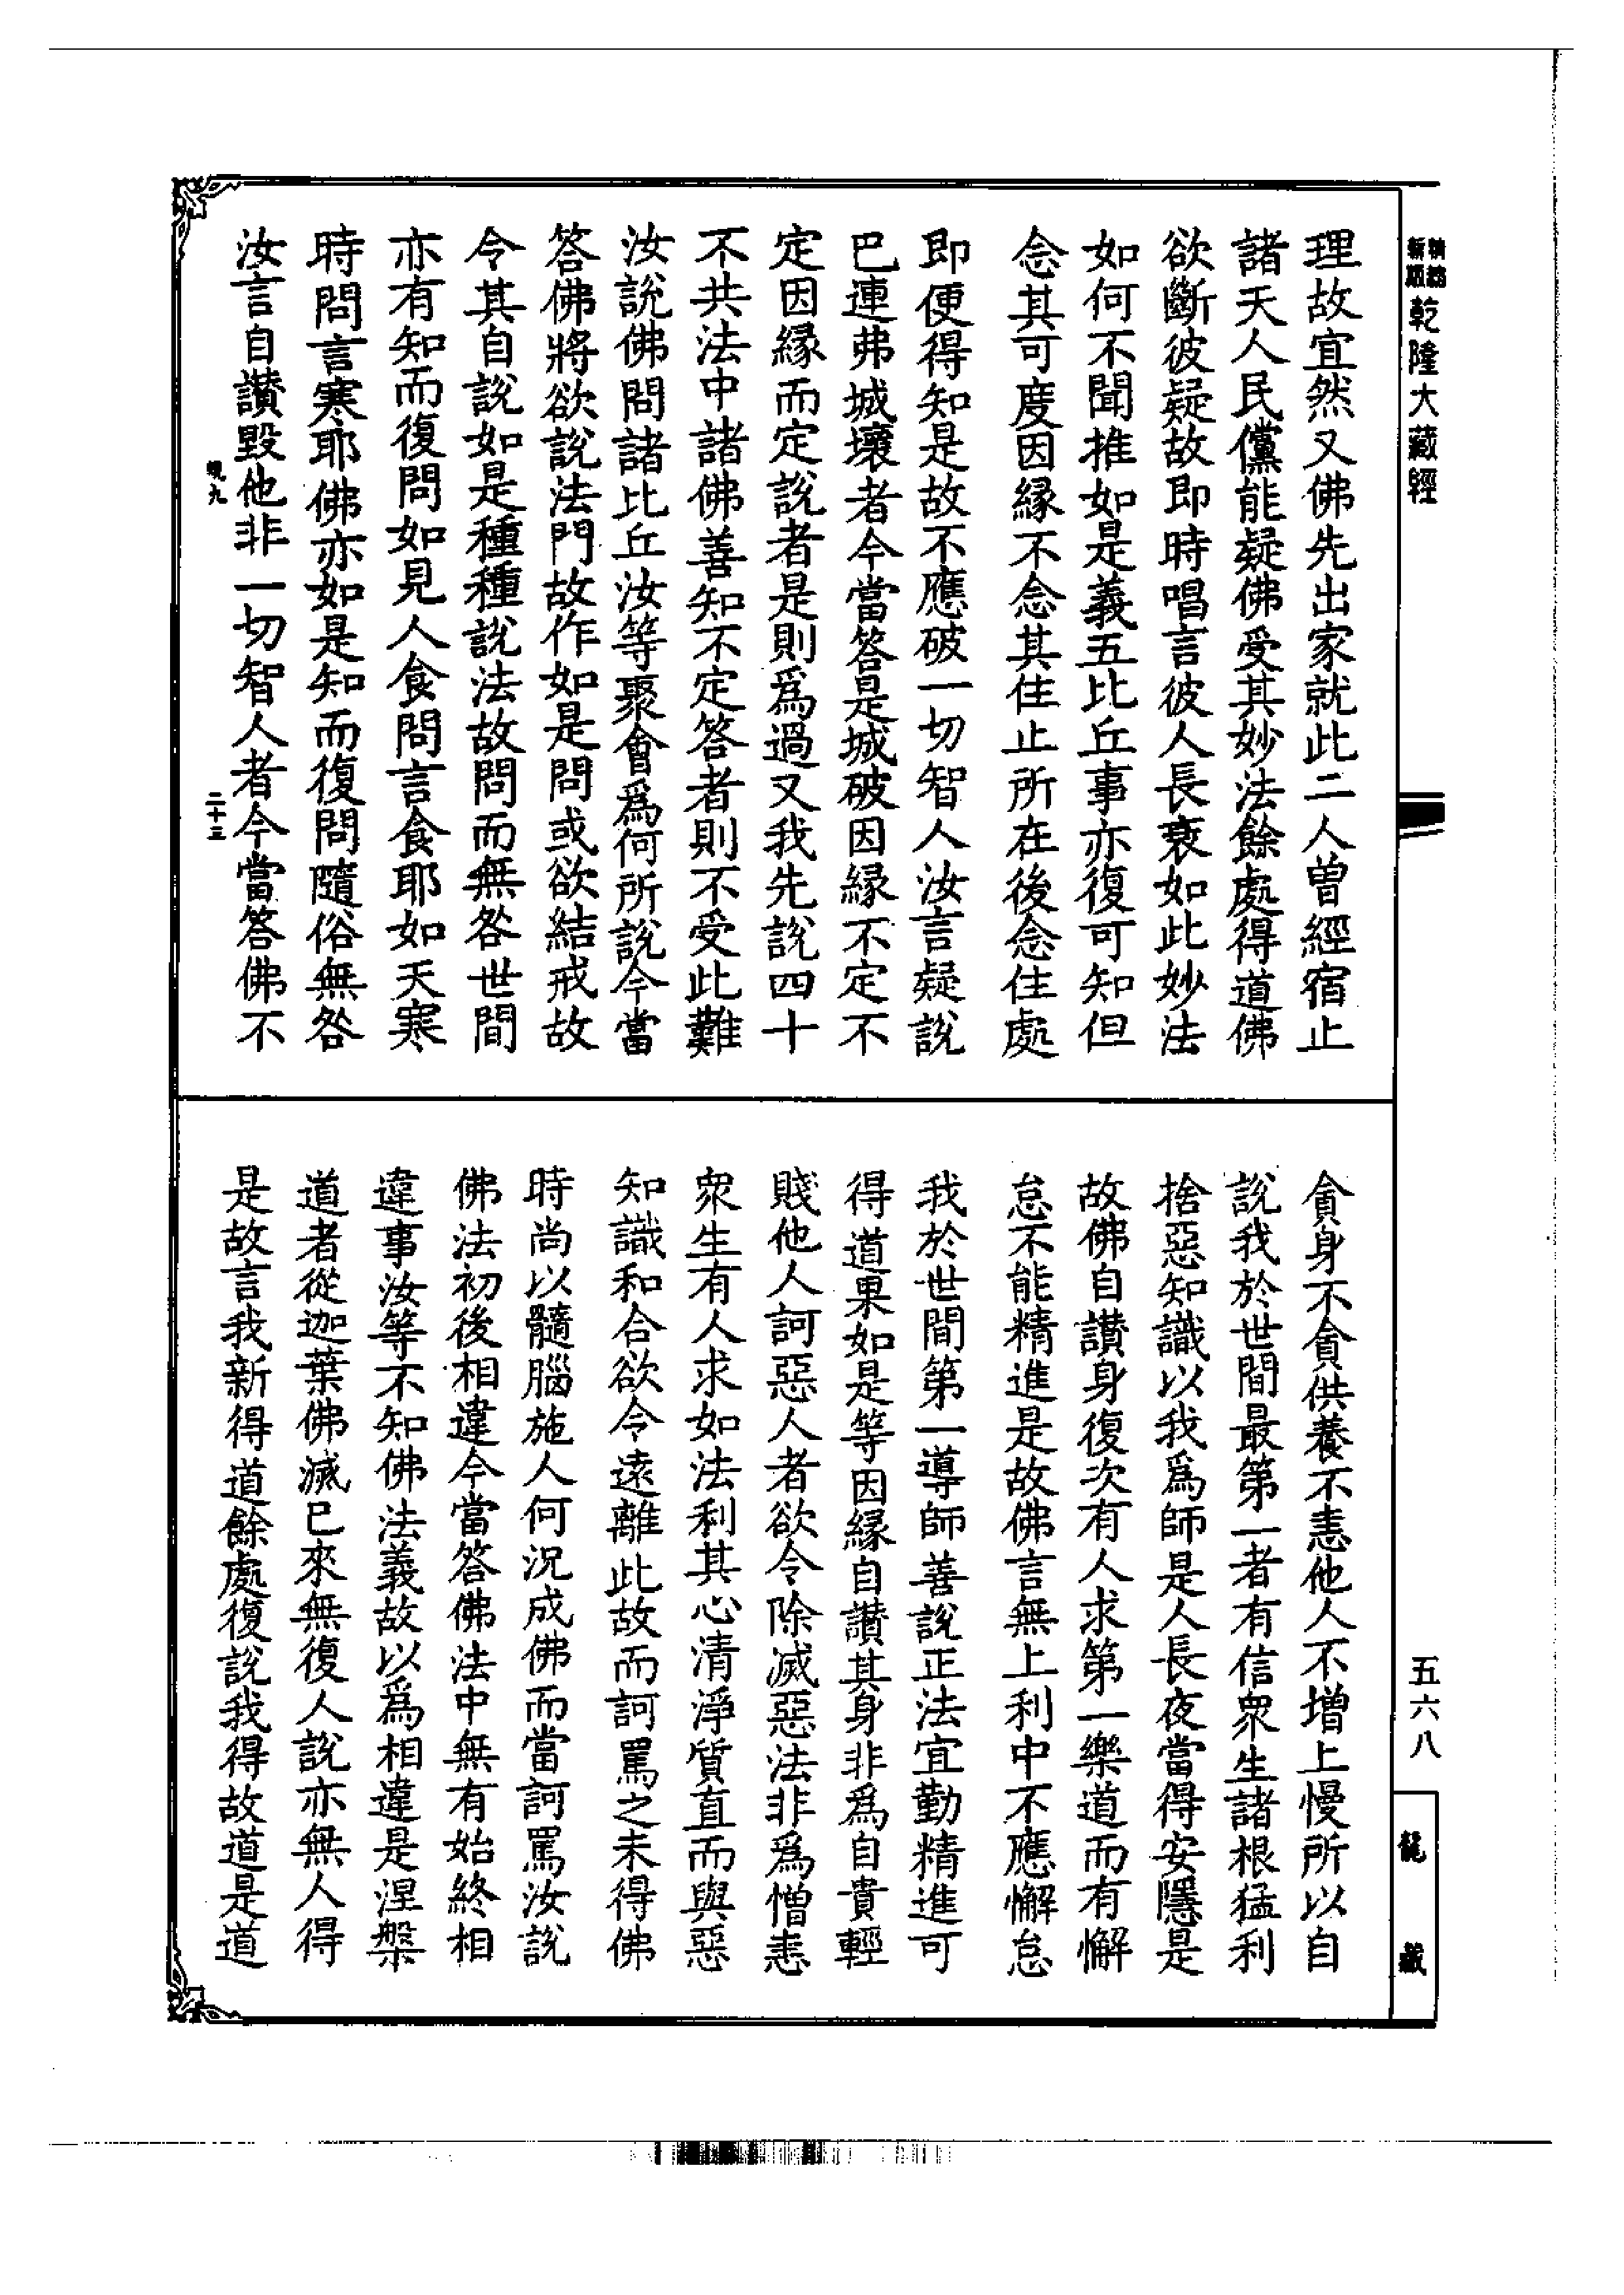 精縮
新版
乾隆大藏經
理故宜然又佛先出家就此二人曾經宿止
諸天人民儻能疑佛受其妙法餘處得道佛
欲斷彼疑故即時唱言彼人長衰如此妙法
如何不聞推如是義五比丘事亦復可知但
念其可度因緣不念其住止所在後念住處
即便得知是故不應破一切智人汝言疑說
巴連弗城壞者今當答是城破因緣不定不
定因緣而定說者是則為過又我先說四十
不共法中諸佛善知不定答者則不受此難
汝說佛問諸比丘汝等聚會為何所說今當
答佛將欲說法門故作如是問或欲結戒故
令其自說如是種種說法故問而無咎世間
亦有知而復問如見人食問言食耶如天寒
時問言寒耶佛亦如是知而復問隨俗無咎
汝言自讚毀他非一切智人者今當答佛不
二十三
貪身不貪供養不恚他人不增上慢所以自
說我於世間最第一者有信衆生諸根猛利
捨惡知識以我為師是人長夜當得安隱是
故佛自讚身復次有人求第一樂道而有懈
怠不能精進是故佛言無上利中不應懈怠
我於世間第一導師善說正法宜勤精進可
得道果如是等因緣自讚其身非為自貴輕
賤他人訶惡人者欲令除滅惡法非為憎恚
衆生有人求如法利其心清淨質直而與惡
知識和合欲令遠離此故而訶罵之未得佛
時尚以髓腦施人何況成佛而當訶罵汝說
佛法初後相違今當答佛法中無有始終相
違事汝等不知佛法義故以為相違是涅槃
道者從迦葉佛滅已來無復人說亦無人得
是故言我新得道餘處復說我得故道是道
五六八
龍藏